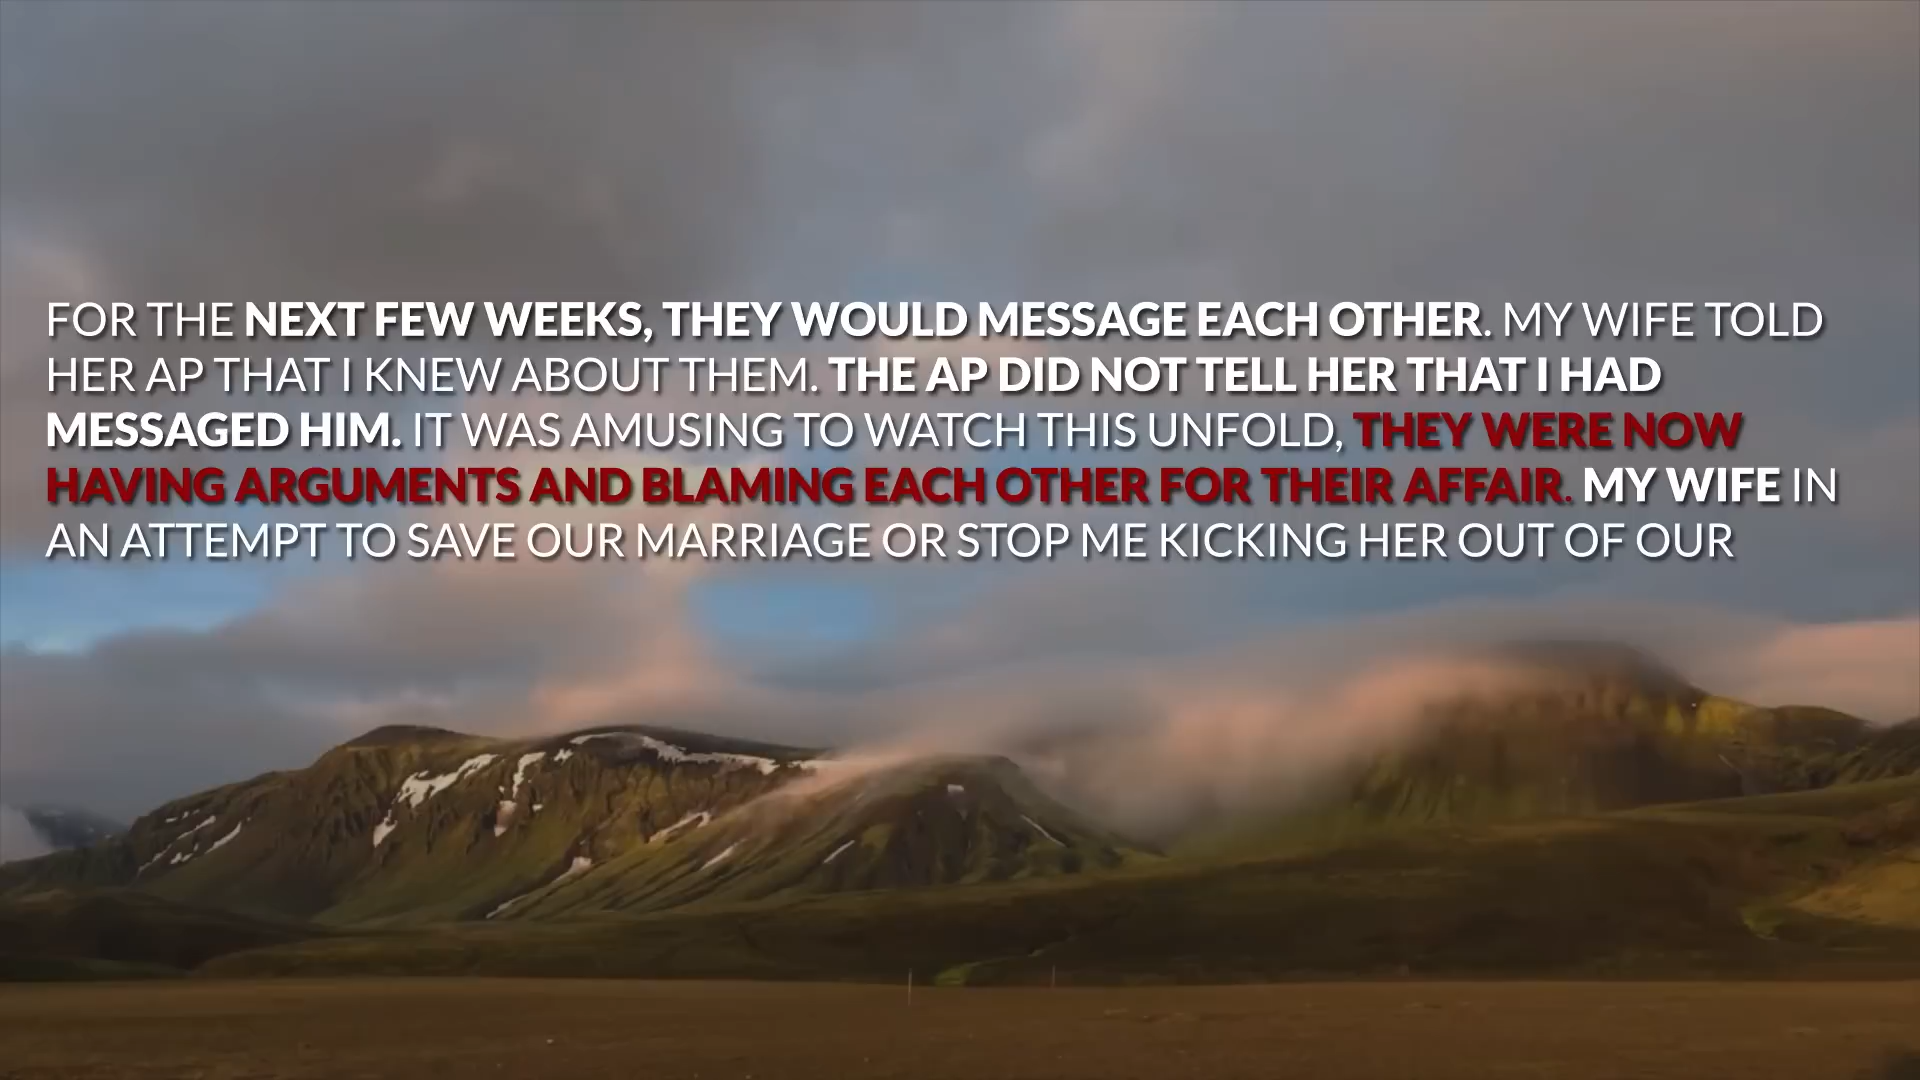 FOR THE NEXT FEW WEEKS, THEY WOULD MESSAGE EACH OTHER. MY WIFE TOLD
HER AP THAT I KNEW ABOUT THEM. THE AP DID NOT TELL HER THAT I HAD
MESSAGED HIM. IT WAS AMUSING TO WATCH THIS UNFOLD, THEY WERE NOW
HAVING ARGUMENTS AND BLAMING EACH OTHER FOR THEIR AFFAIR. MY WIFE IN
AN ATTEMPT TO SAVE OUR MARRIAGE OR STOP ME KICKING HER OUT OF OUR